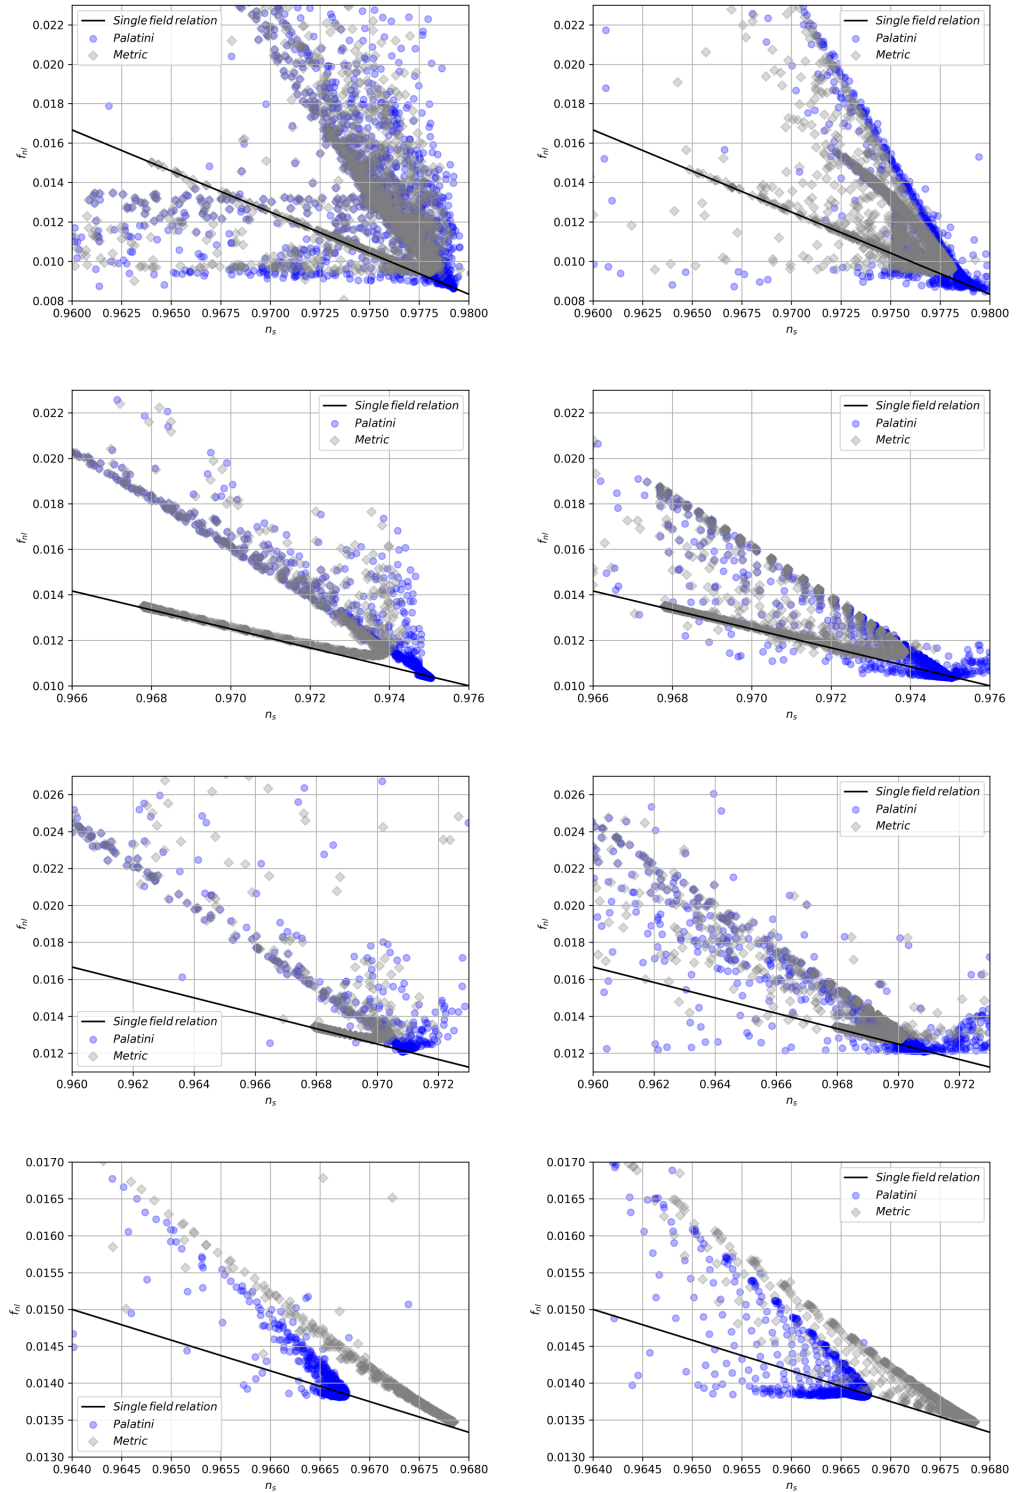 Single field relation
Palatini
Metric
0.022
0.020
0.018
0.016
0.014
0.012
0.010
0.008
f_nl
0.9600 0.9625 0.9650 0.9675 0.9700 0.9725 0.9750 0.9775 0.9800
n_s
Single field relation
Palatini
Metric
0.022
0.020
0.018
0.016
0.014
0.012
0.010
0.008
f_nl
0.9600 0.9625 0.9650 0.9675 0.9700 0.9725 0.9750 0.9775 0.9800
n_s
Single field relation
Palatini
Metric
0.022
0.020
0.018
0.016
0.014
0.012
0.010
f_nl
0.966 0.968 0.970 0.972 0.974 0.976
n_s
Single field relation
Palatini
Metric
0.022
0.020
0.018
0.016
0.014
0.012
0.010
f_nl
0.966 0.968 0.970 0.972 0.974 0.976
n_s
0.026
0.024
0.022
0.020
0.018
0.016
0.014
0.012
f_nl
Single field relation
Palatini
Metric
0.960 0.962 0.964 0.966 0.968 0.970 0.972
n_s
Single field relation
Palatini
Metric
0.026
0.024
0.022
0.020
0.018
0.016
0.014
0.012
f_nl
0.960 0.962 0.964 0.966 0.968 0.970 0.972
n_s
0.0170
0.0165
0.0160
0.0155
0.0150
0.0145
0.0140
0.0135
0.0130
f_nl
Single field relation
Palatini
Metric
0.9640 0.9645 0.9650 0.9655 0.9660 0.9665 0.9670 0.9675 0.9680
n_s
Single field relation
Palatini
Metric
0.0170
0.0165
0.0160
0.0155
0.0150
0.0145
0.0140
0.0135
0.0130
f_nl
0.9640 0.9645 0.9650 0.9655 0.9660 0.9665 0.9670 0.9675 0.9680
n_s